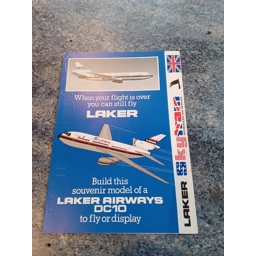 When your flight is over
you can still fly
LAKER
Build this
souvenir model of a
LAKER AIRWAYS
DC10
to fly or display
LAKER Skytrain